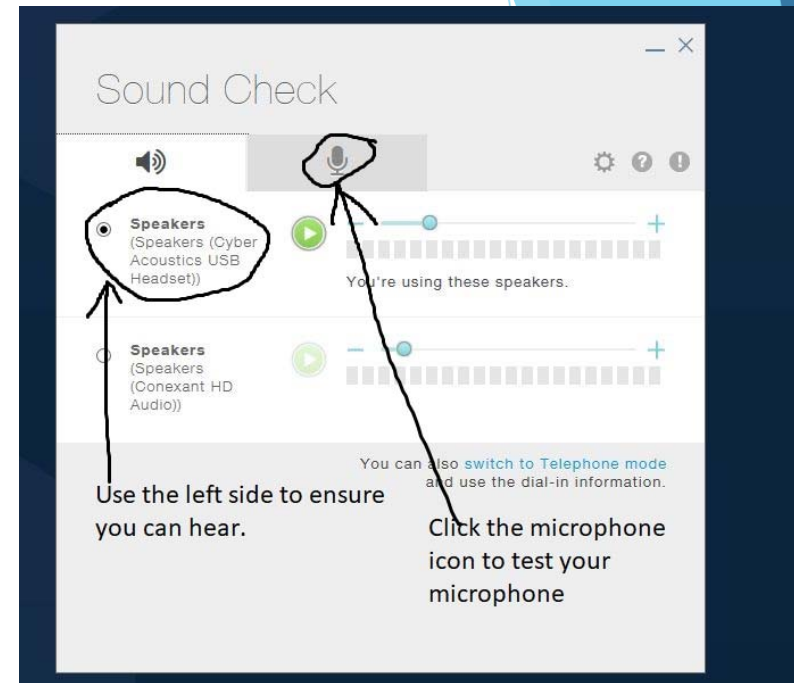 Sound Check
Speakers
(Speakers (Cyber
Acoustics USB
Headset))
You're using these speakers.
Speakers
(Speakers
(Conexant HD
Audio))
You can also switch to Telephone mode
and use the dial-in information.
Use the left side to ensure
you can hear.
Click the microphone
icon to test your
microphone